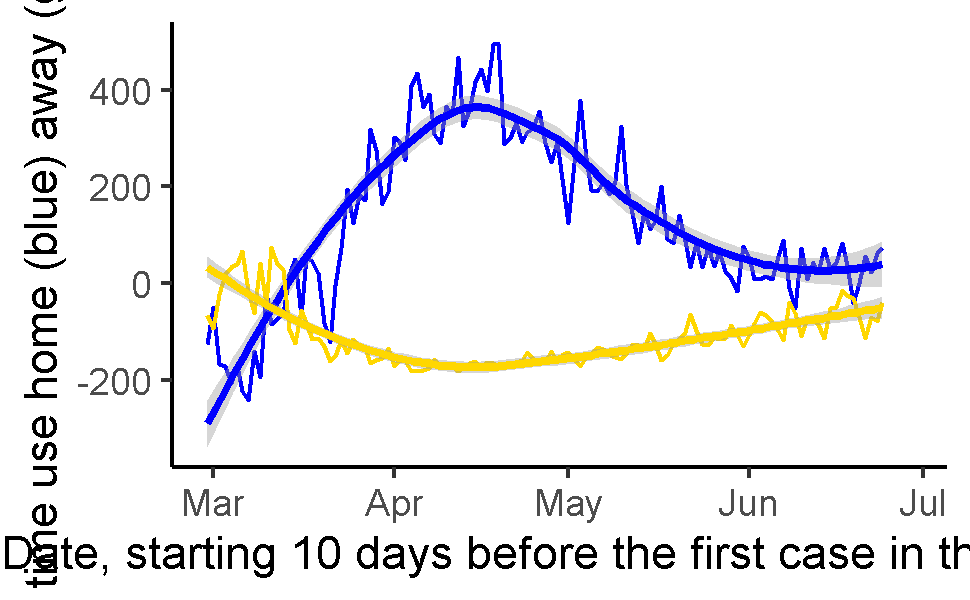 time use home (blue) away (
400
200
0
-200
Mar Apr May Jun Jul
Date, starting 10 days before the first case in th